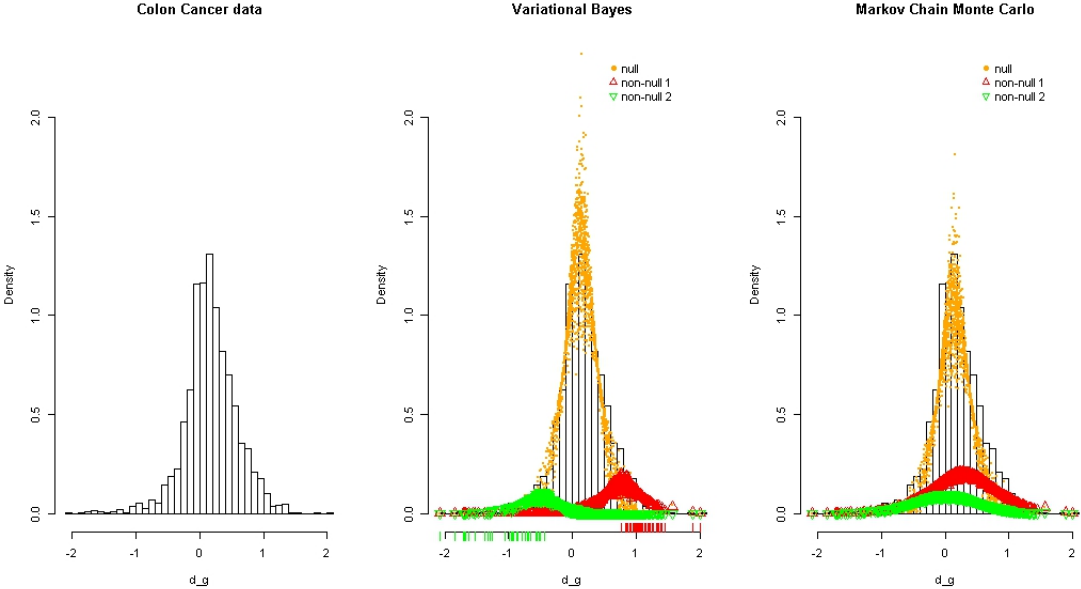 Colon Cancer data
Density
2.0
1.5
1.0
0.5
0.0
-2 -1 0 1 2
d_g
Variational Bayes
null
non-null 1
non-null 2
Density
2.0
1.5
1.0
0.5
0.0
-2 -1 0 1 2
d_g
Markov Chain Monte Carlo
null
non-null 1
non-null 2
Density
2.0
1.5
1.0
0.5
0.0
-2 -1 0 1 2
d_g